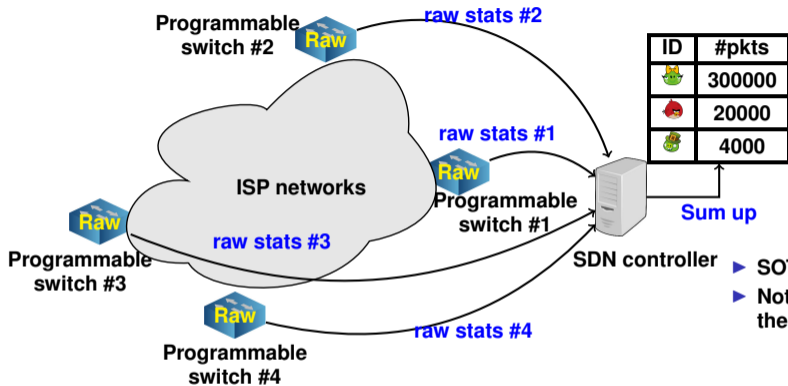 raw stats #2
Programmable
switch #2
Raw
ID #pkts
300000
20000
4000
raw stats #1
Raw
ISP networks
Programmable
switch #1
Sum up
Raw
raw stats #3
Programmable
switch #3
SDN controller
Raw
raw stats #4
Programmable
switch #4
the